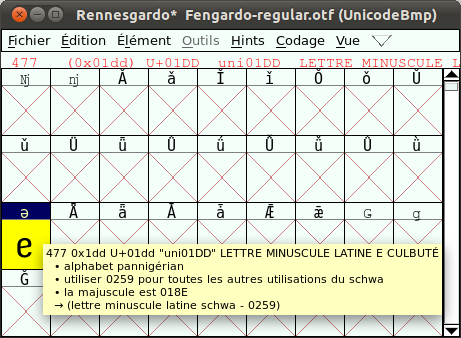 Rennesgardo* Fengardo-regular.otf (UnicodeBmp)
Fichier Édition Élément Outils Hints Codage Vue
477 (0x01dd) U+01DD uni01DD LETTRE MINUSCULE L
Nj nj Ǎ ǎ Ǐ ǐ Ǒ ǒ Ǔ
ǔ Ǖ ǖ Ǘ ǘ Ǚ ǚ Ǜ ǜ
ǝ Ǟ ǟ Ǡ ǡ Ǣ ǣ Ǥ ǥ
e
477 0x1dd U+01dd "uni01DD" LETTRE MINUSCULE LATINE E CULBUTÉ
• alphabet pannigérian
• utiliser 0259 pour toutes les autres utilisations du schwa
• la majuscule est 018E
→ (lettre minuscule latine schwa - 0259)
Ǧ